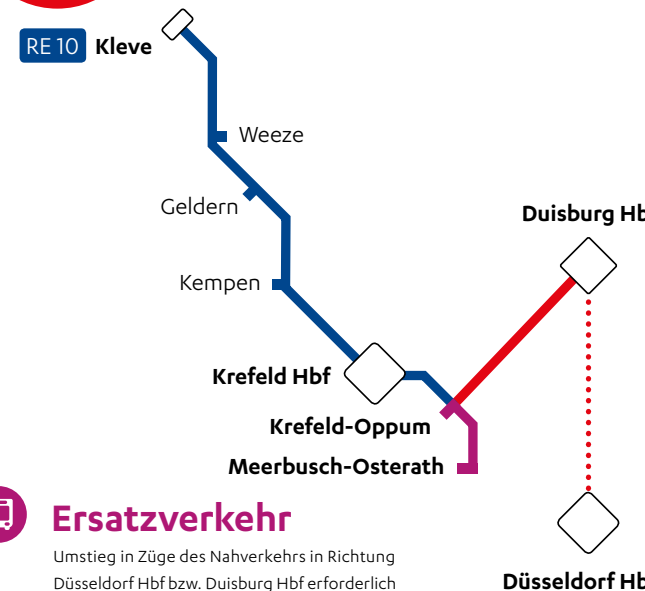 RE 10 Kleve
Weeze
Geldern
Duisburg Hb
Kempen
Krefeld Hbf
Krefeld-Oppum
Meerbusch-Osterath
Ersatzverkehr
Umstieg in Züge des Nahverkehrs in Richtung
Düsseldorf Hbf bzw. Duisburg Hbf erforderlich
Düsseldorf Hb